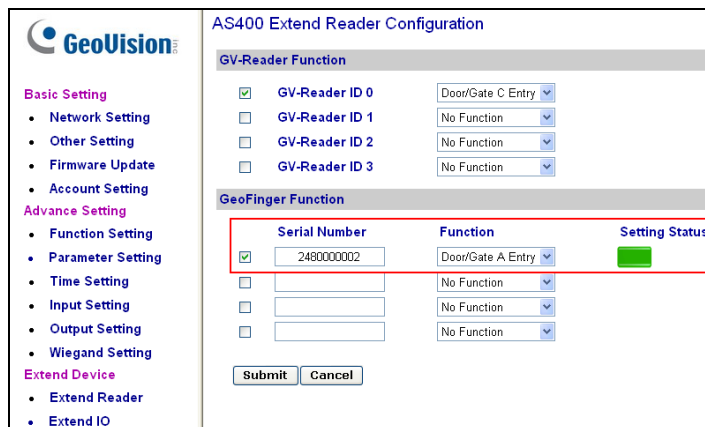 GeoVision inc
Basic Setting
Network Setting
Other Setting
Firmware Update
Account Setting
Advance Setting
Function Setting
Parameter Setting
Time Setting
Input Setting
Output Setting
Wiegand Setting
Extend Device
Extend Reader
Extend IO
AS400 Extend Reader Configuration
GV-Reader Function
GV-Reader ID 0 Door/Gate C Entry
GV-Reader ID 1 No Function
GV-Reader ID 2 No Function
GV-Reader ID 3 No Function
GeoFinger Function
Serial Number Function Setting Status
2480000002 Door/Gate A Entry
No Function
No Function
No Function
Submit Cancel